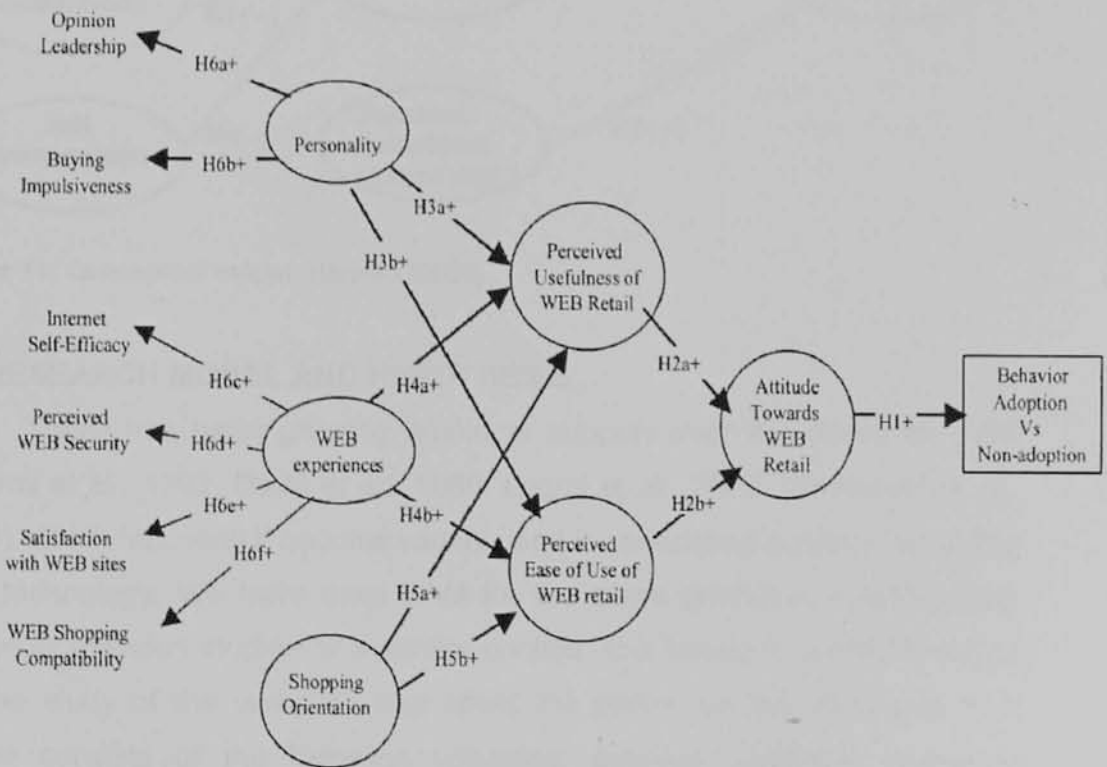 Opinion
Leadership
H6a+
Personality
Buying
Impulsiveness
H6b+
H3a+
H3b+
Perceived
Usefulness of
WEB Retail
Internet
Self-Efficacy
H6c+
H4a+
H2a+
Perceived
WEB Security
H6d+
WEB
experiences
Attitude
Towards
WEB
Retail
H1+
Behavior
Adoption
Vs
Non-adoption
H6e+
H4b+
H2b+
Satisfaction
with WEB sites
H6f+
Perceived
Ease of Use of
WEB retail
H5a+
WEB Shopping
Compatibility
H5b+
Shopping
Orientation